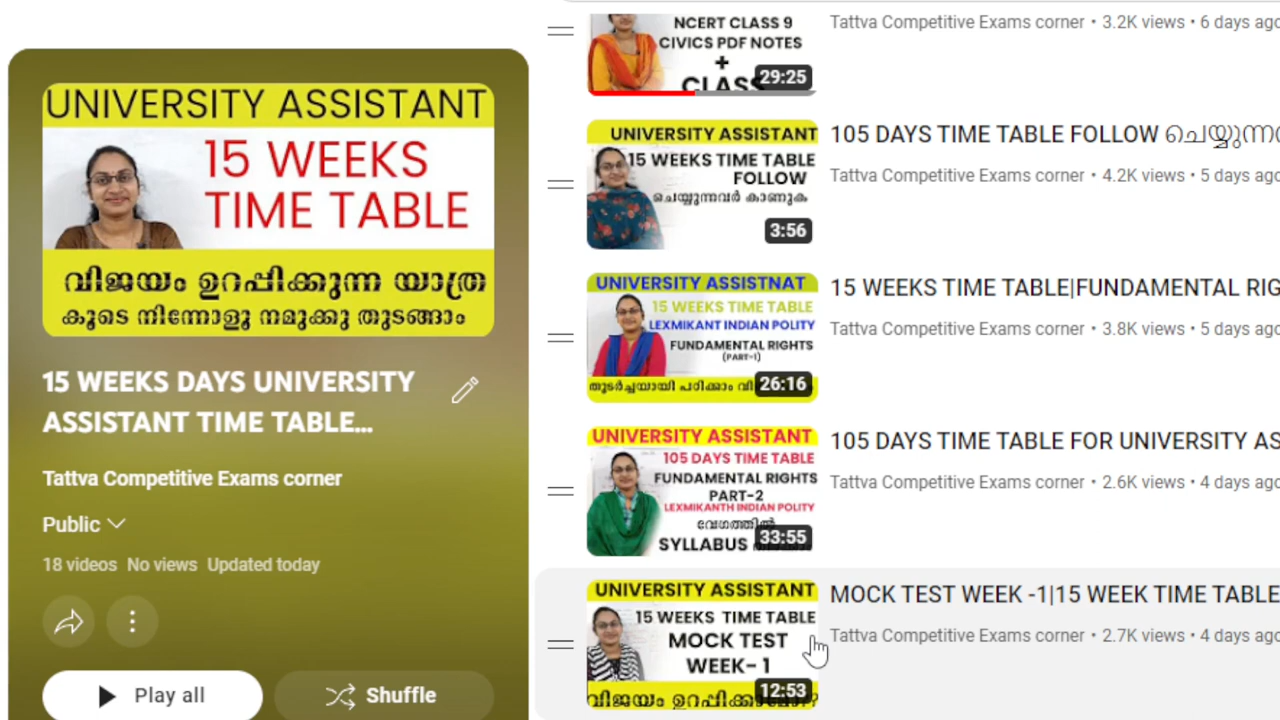 UNIVERSITY ASSISTANT
15 WEEKS
TIME TABLE
വിജയം ഉറപ്പിക്കുന്ന യാത്ര
കൂടെ നിന്നോളൂ നമുക്കു തുടങ്ങാം
15 WEEKS DAYS UNIVERSITY
ASSISTANT TIME TABLE...
Tattva Competitive Exams corner
Public
18 videos No views Updated today
Play all
Shuffle
NCERT CLASS 9
CIVICS PDF NOTES
+
CLASS
29:25
Tattva Competitive Exams corner • 3.2K views • 6 days ago
UNIVERSITY ASSISTANT
15 WEEKS TIME TABLE
FOLLOW
ചെയ്യുന്നവർ കാണുക
3:56
105 DAYS TIME TABLE FOLLOW ചെയ്യുന്ന
Tattva Competitive Exams corner • 4.2K views • 5 days ago
UNIVERSITY ASSISTNAT
15 WEEKS TIME TABLE
LEXMIKANT INDIAN POLITY
FUNDAMENTAL RIGHTS
(PART-1)
തുടർച്ചയായി പഠിക്കാം വി
26:16
15 WEEKS TIME TABLE|FUNDAMENTAL RIG
Tattva Competitive Exams corner • 3.8K views • 5 days ago
UNIVERSITY ASSISTANT
105 DAYS TIME TABLE
FUNDAMENTAL RIGHTS
PART-2
LEXMIKANTH INDIAN POLITY
വേഗത്തിൽ
SYLLABUS
33:55
105 DAYS TIME TABLE FOR UNIVERSITY AS
Tattva Competitive Exams corner • 2.6K views • 4 days ago
UNIVERSITY ASSISTANT
15 WEEKS TIME TABLE
MOCK TEST
WEEK-1
വിജയം
12:53
MOCK TEST WEEK -1|15 WEEK TIME TABLE
Tattva Competitive Exams corner • 2.7K views • 4 days ago